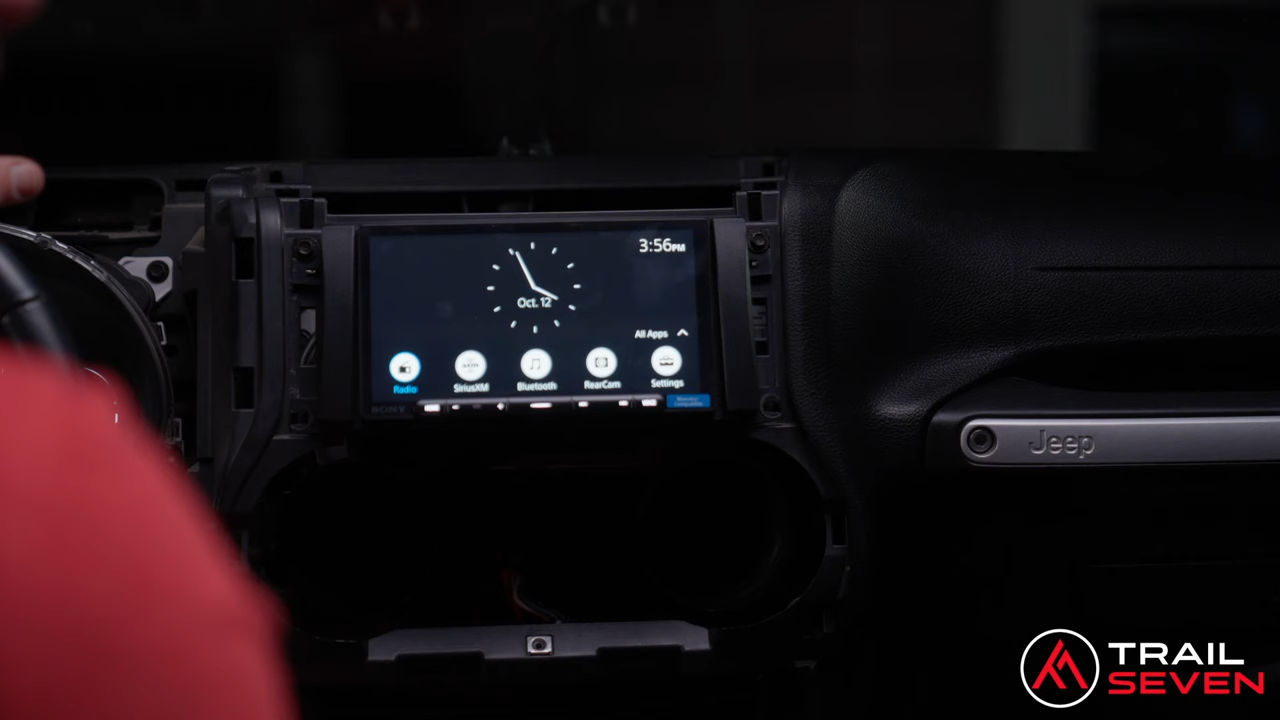 3:56PM
Oct. 12
All Apps
Radio
SiriusXM
Bluetooth
RearCam
Settings
SONY
Jeep
TRAIL
SEVEN